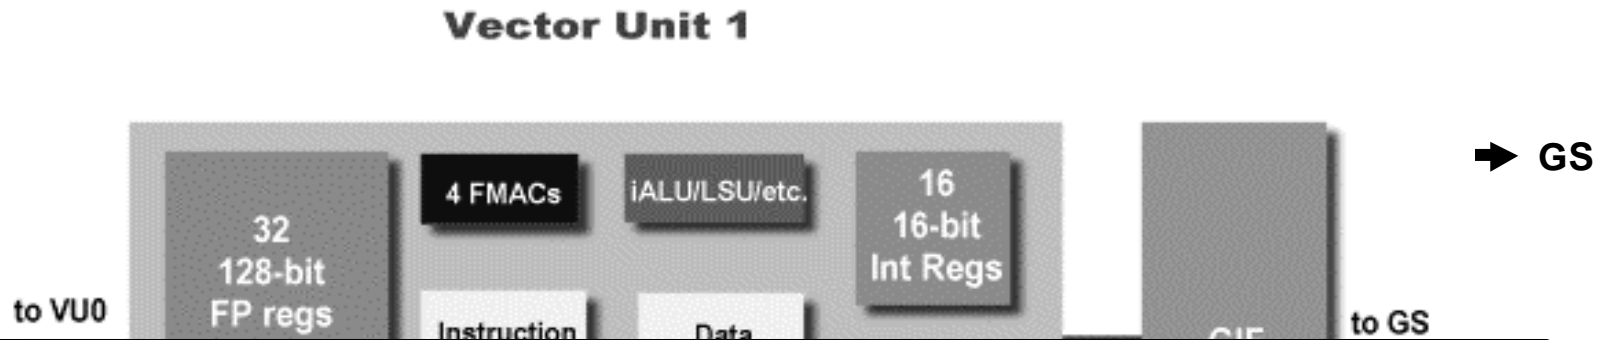 Vector Unit 1
GS
4 FMACs
iALU/LSU/etc.
16
16-bit
Int Regs
32
128-bit
FP regs
to VU0
Instruction
Data
GIF
to GS